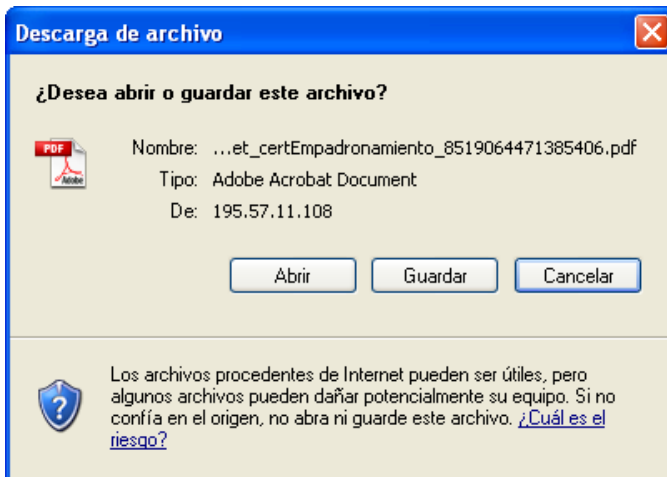 Descarga de archivo
¿Desea abrir o guardar este archivo?
PDF
Adobe
Nombre: ...et_certEmpadronamiento_8519064471385406.pdf
Tipo: Adobe Acrobat Document
De: 195.57.11.108
Abrir Guardar Cancelar
Los archivos procedentes de Internet pueden ser útiles, pero
algunos archivos pueden dañar potencialmente su equipo. Si no
confía en el origen, no abra ni guarde este archivo. ¿Cuál es el
riesgo?